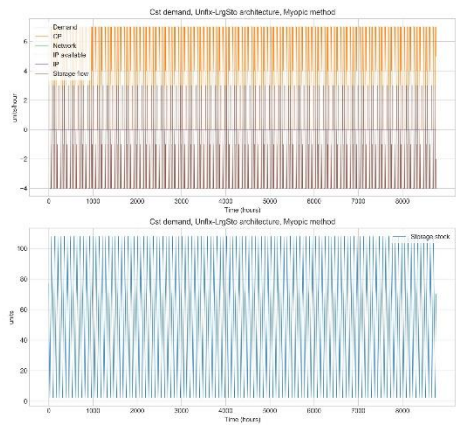 Cst demand, Unflx-LrgSto architecture, Myopic method
Demand
CP
Network
IP available
IP
Storage flow
units/hour
6
4
2
0
−2
−4
0 1000 2000 3000 4000 5000 6000 7000 8000
Time (hours)
Cst demand, Unflx-LrgSto architecture, Myopic method
Storage stock
units
100
80
60
40
20
0
0 1000 2000 3000 4000 5000 6000 7000 8000
Time (hours)